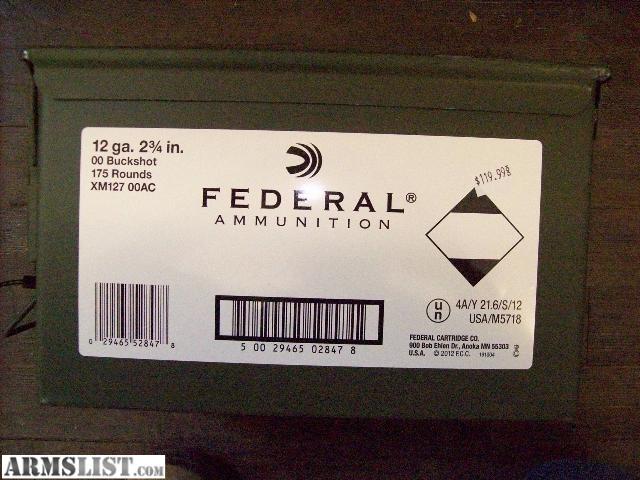 12 ga. 2¾ in.
00 Buckshot
175 Rounds
XM127 00AC
FEDERAL®
AMMUNITION
$119.99
0 29465 52847 8
5 00 29465 02847 8
u n
4A/Y 21.6/S/12
USA/M5718
FEDERAL CARTRIDGE CO.
900 Bob Ehlen Dr., Anoka MN 55303
U.S.A. © 2012 F.C.C.
ARMSLIST.COM